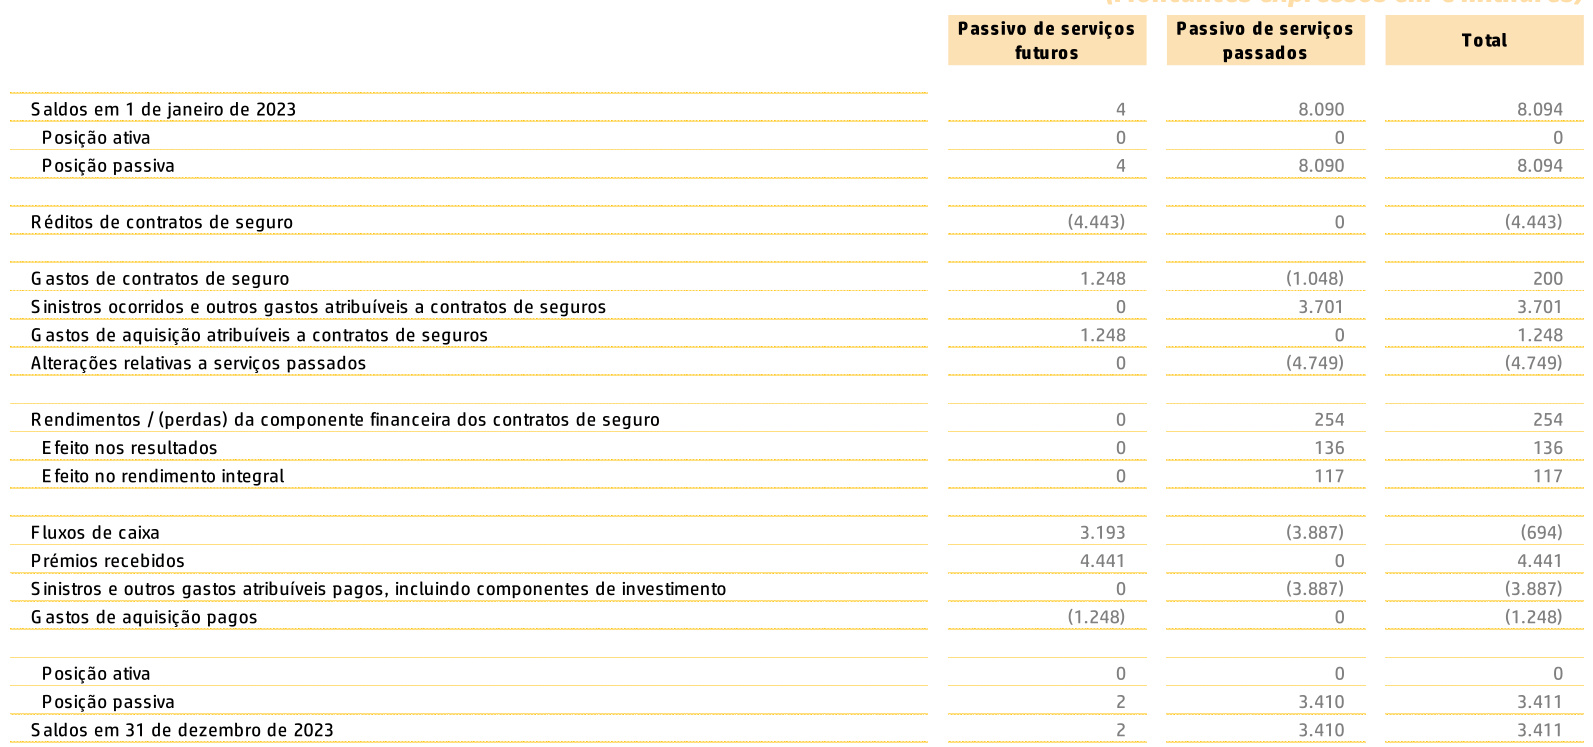 Passivo de serviços futuros Passivo de serviços passados Total
Saldos em 1 de janeiro de 2023 4 8.090 8.094
Posição ativa 0 0 0
Posição passiva 4 8.090 8.094
Réditos de contratos de seguro (4.443) 0 (4.443)
Gastos de contratos de seguro 1.248 (1.048) 200
Sinistros ocorridos e outros gastos atribuíveis a contratos de seguros 0 3.701 3.701
Gastos de aquisição atribuíveis a contratos de seguros 1.248 0 1.248
Alterações relativas a serviços passados 0 (4.749) (4.749)
Rendimentos / (perdas) da componente financeira dos contratos de seguro 0 254 254
Efeito nos resultados 0 136 136
Efeito no rendimento integral 0 117 117
Fluxos de caixa 3.193 (3.887) (694)
Prémios recebidos 4.441 0 4.441
Sinistros e outros gastos atribuíveis pagos, incluindo componentes de investimento 0 (3.887) (3.887)
Gastos de aquisição pagos (1.248) 0 (1.248)
Posição ativa 0 0 0
Posição passiva 2 3.410 3.411
Saldos em 31 de dezembro de 2023 2 3.410 3.411